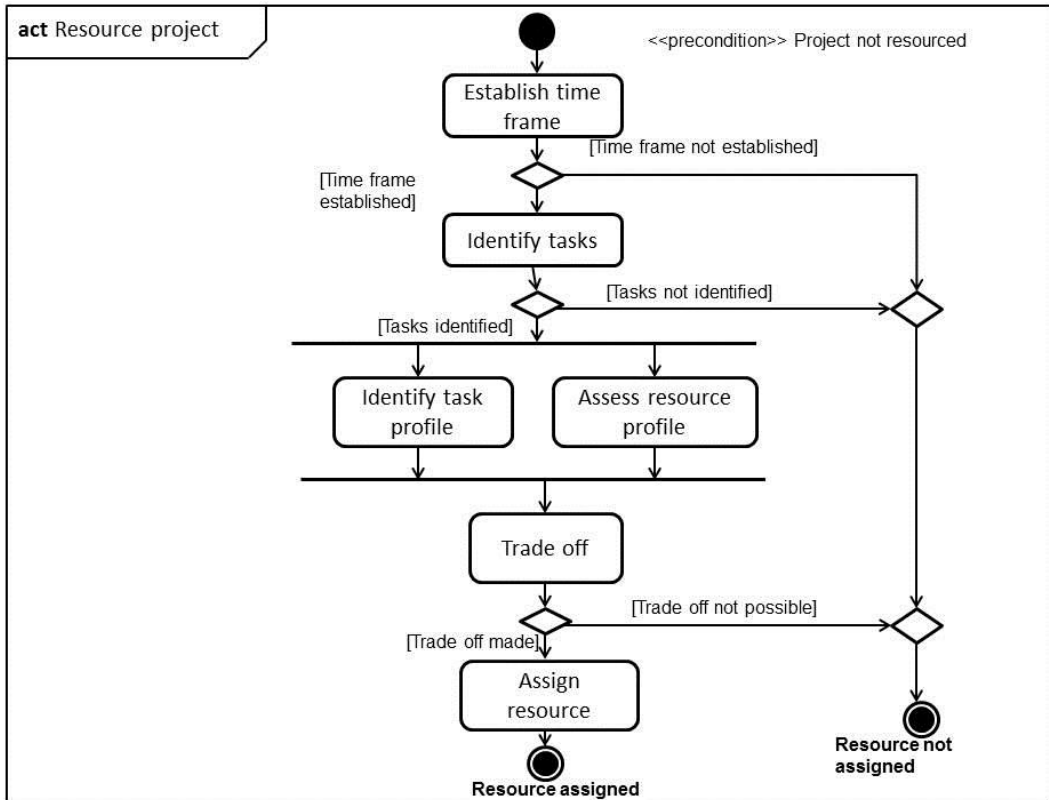 act Resource project
<<precondition>> Project not resourced
Establish time
frame
[Time frame not established]
[Time frame
established]
Identify tasks
[Tasks not identified]
[Tasks identified]
Identify task
profile
Assess resource
profile
Trade off
[Trade off not possible]
[Trade off made]
Assign
resource
Resource not
assigned
Resource assigned